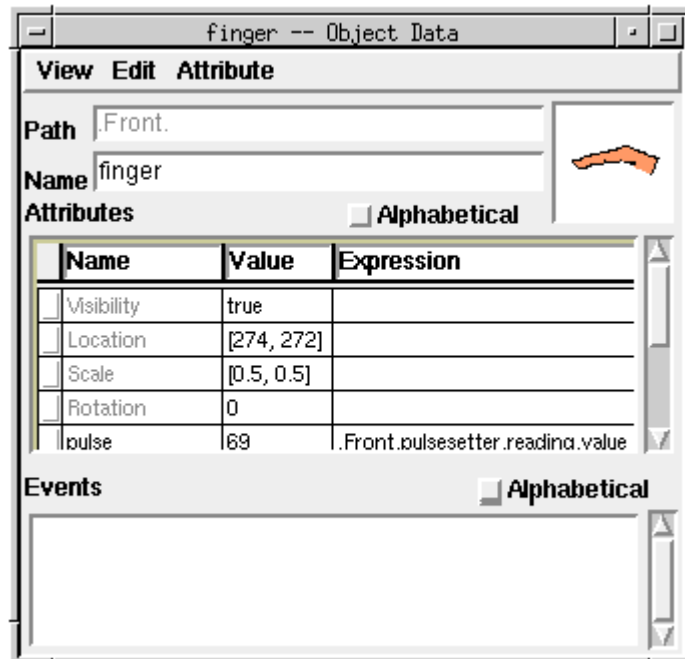 finger -- Object Data
View Edit Attribute
Path .Front.
Name finger
Attributes Alphabetical
Name Value Expression
Visibility true
Location [274, 272]
Scale [0.5, 0.5]
Rotation 0
pulse 69 .Front.pulsesetter.reading.value
Events Alphabetical